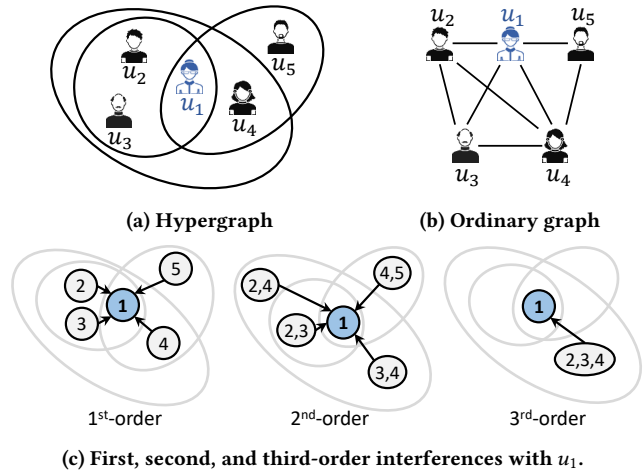 u₂
u₁
u₅
u₃
u₄
(a) Hypergraph
u₂
u₁
u₅
u₃
u₄
(b) Ordinary graph
2
5
1
3
4
1ˢᵗ-order
2,4
4,5
2,3
1
3,4
2ⁿᵈ-order
1
2,3,4
3ʳᵈ-order
(c) First, second, and third-order interferences with u₁.